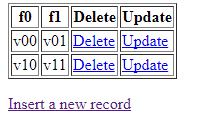 f0 f1 Delete Update
v00 v01 Delete Update
v10 v11 Delete Update
Insert a new record